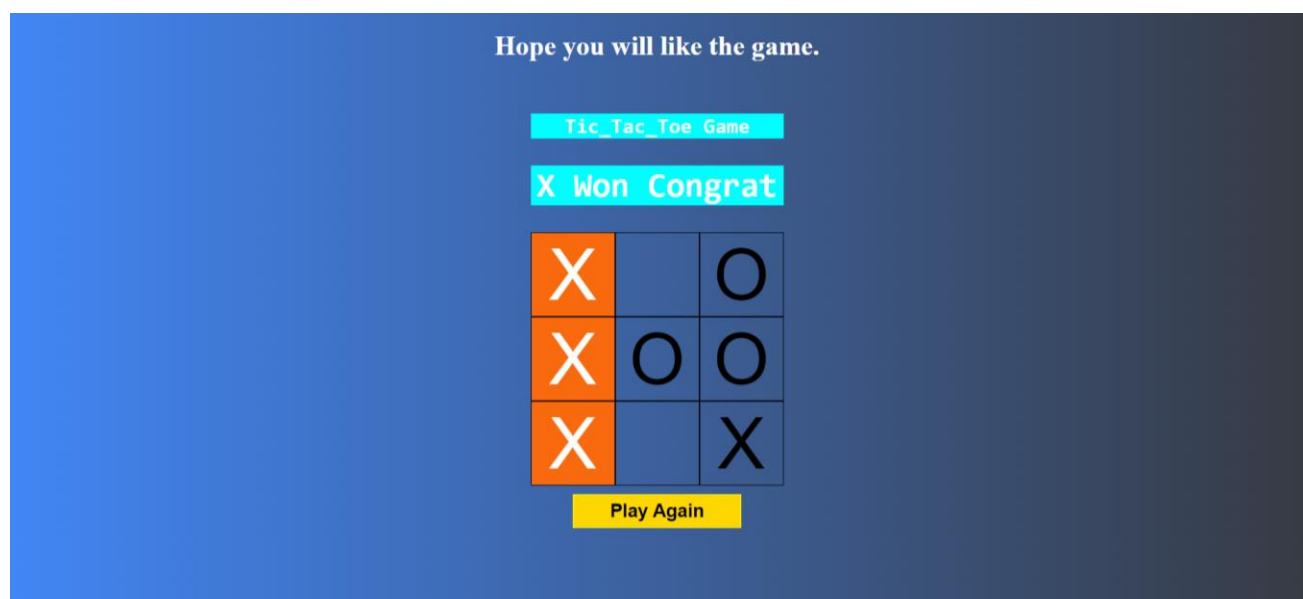 Hope you will like the game.
Tic_Tac_Toe Game
X Won Congrat
X O
X O O
X X
Play Again